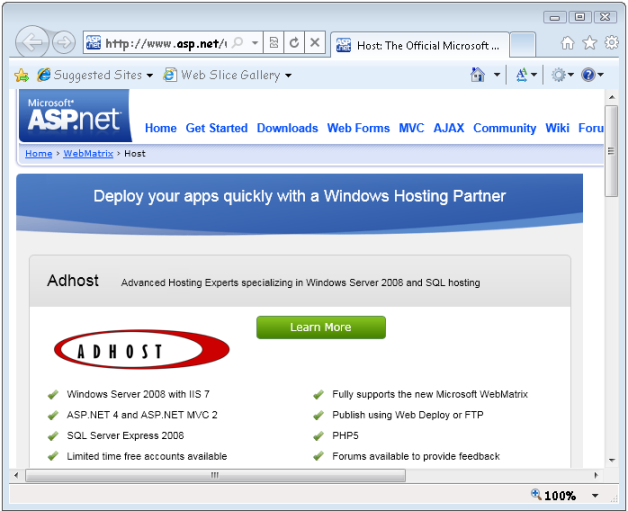 http://www.asp.net/
Host: The Official Microsoft ...
Suggested Sites
Web Slice Gallery
Microsoft
ASP.net
Home Get Started Downloads Web Forms MVC AJAX Community Wiki Foru
Home > WebMatrix > Host
Deploy your apps quickly with a Windows Hosting Partner
Adhost Advanced Hosting Experts specializing in Windows Server 2008 and SQL hosting
Learn More
ADHOST
Windows Server 2008 with IIS 7
Fully supports the new Microsoft WebMatrix
ASP.NET 4 and ASP.NET MVC 2
Publish using Web Deploy or FTP
SQL Server Express 2008
PHP5
Limited time free accounts available
Forums available to provide feedback
100%